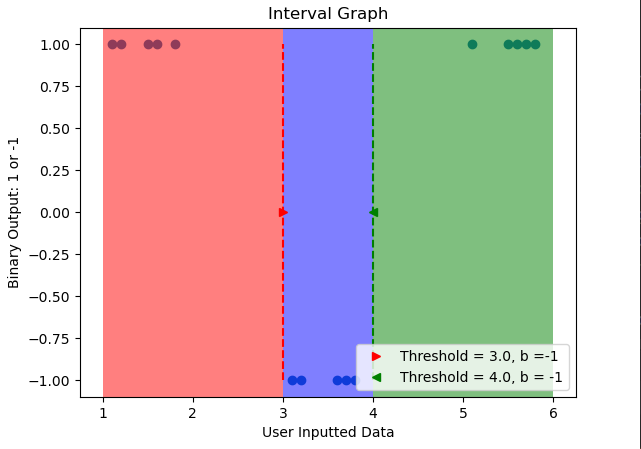 Interval Graph
1.00
0.75
0.50
0.25
0.00
−0.25
−0.50
−0.75
−1.00
Binary Output: 1 or -1
Threshold = 3.0, b =-1
Threshold = 4.0, b = -1
1 2 3 4 5 6
User Inputted Data